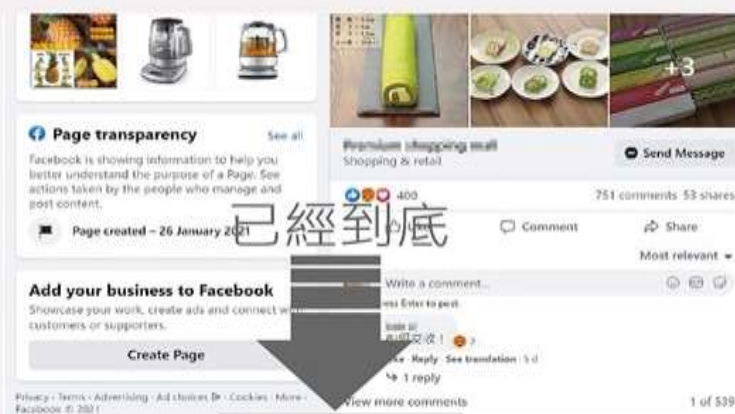 Page transparency
See all
Facebook is showing information to help you
better understand the purpose of a Page. See
actions taken by the people who manage and
post content.
Page created – 26 January 2021
Add your business to Facebook
Showcase your work, create ads and connect with
customers or supporters.
Create Page
Privacy · Terms · Advertising · Ad choices · Cookies · More ·
Facebook © 2021
+3
Premium shopping mall
Shopping & retail
Send Message
400
751 comments 53 shares
Comment
Share
Most relevant
Write a comment...
Enter to post.
Reply · See translation · 5 d
1 reply
View more comments
1 of 539
已經到底